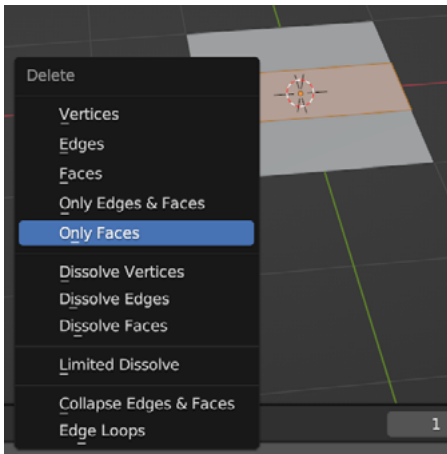 Delete
Vertices
Edges
Faces
Only Edges & Faces
Only Faces
Dissolve Vertices
Dissolve Edges
Dissolve Faces
Limited Dissolve
Collapse Edges & Faces
Edge Loops
1